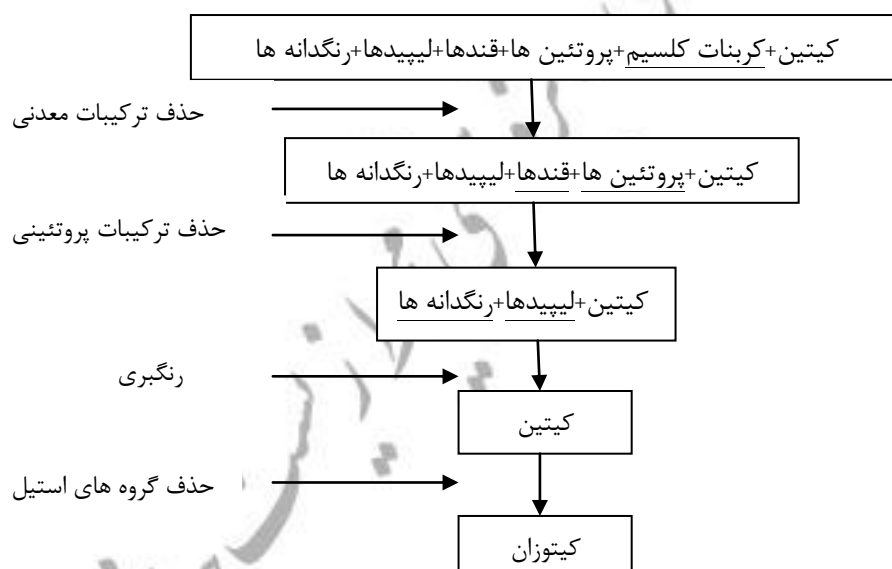 کیتین+کربنات کلسیم+پروتئین ها+قندها+لیپیدها+رنگدانه ها
حذف ترکیبات معدنی
کیتین+پروتئین ها+قندها+لیپیدها+رنگدانه ها
حذف ترکیبات پروتئینی
کیتین+لیپیدها+رنگدانه ها
رنگبری
کیتین
حذف گروه های استیل
کیتوزان